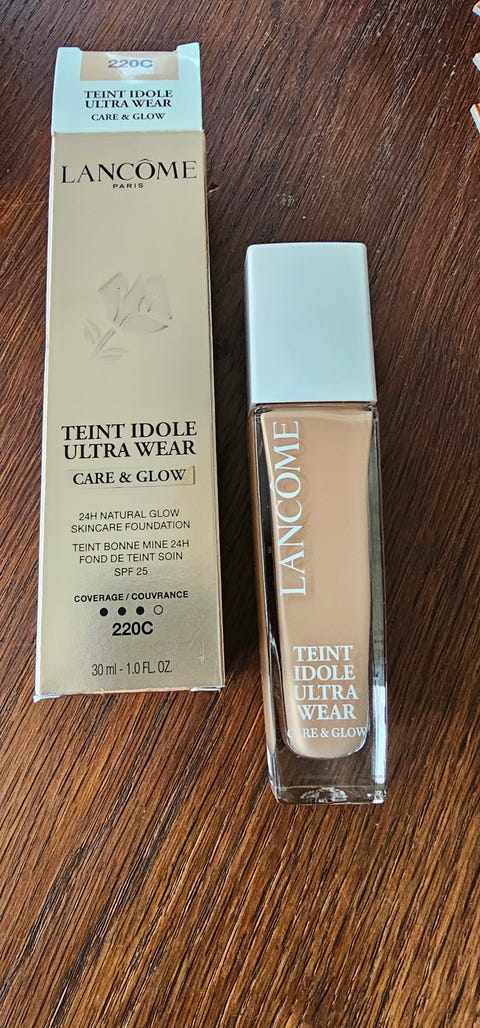 220C
TEINT IDOLE
ULTRA WEAR
CARE & GLOW
LANCÔME
PARIS
TEINT IDOLE
ULTRA WEAR
CARE & GLOW
24H NATURAL GLOW
SKINCARE FOUNDATION
TEINT BONNE MINE 24H
FOND DE TEINT SOIN
SPF 25
COVERAGE / COUVRANCE
220C
30 ml - 1.0 FL. OZ.
LANCÔME
TEINT
IDOLE
ULTRA
WEAR
CARE & GLOW